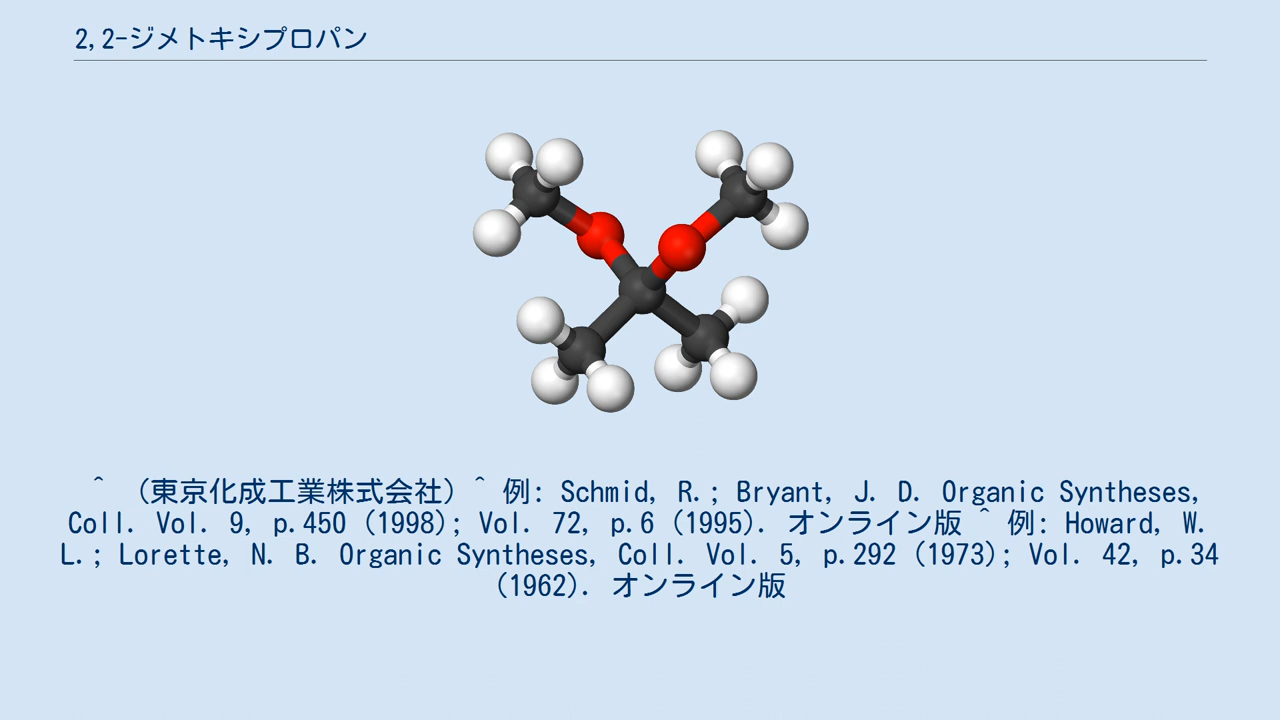 2,2-ジメトキシプロパン
^ （東京化成工業株式会社）^ 例: Schmid, R.; Bryant, J. D. Organic Syntheses,
Coll. Vol. 9, p.450 (1998); Vol. 72, p.6 (1995). オンライン版 ^ 例: Howard, W.
L.; Lorette, N. B. Organic Syntheses, Coll. Vol. 5, p.292 (1973); Vol. 42, p.34
(1962). オンライン版